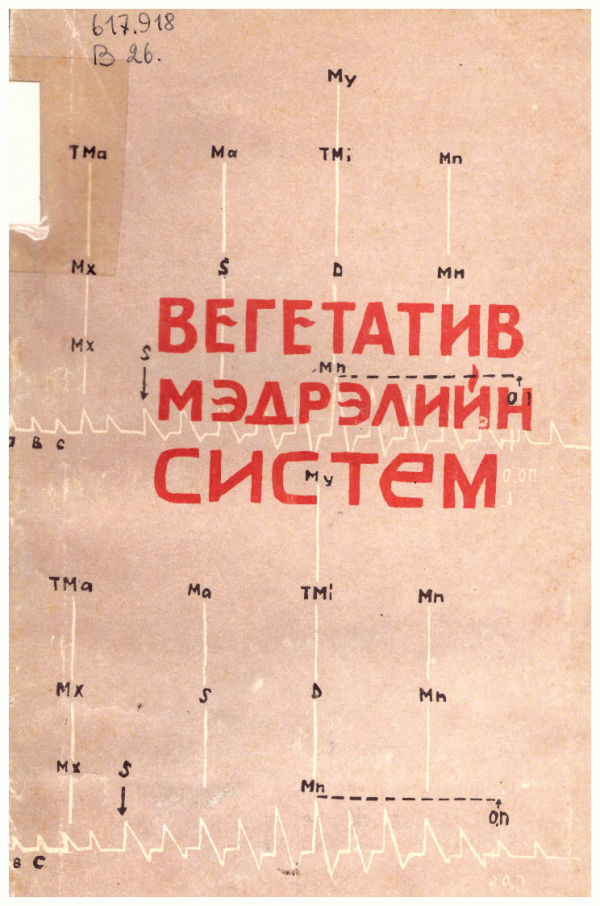 617.918
В 26.
My
TMa Ma TMi Mn
Mx S D Mn
ВЕГЕТАТИВ
Mx S
Mn
МЭДРЭЛИЙН
B C
СИСТЕМ
My
TMa Ma TMi Mn
Mx S D Mn
Mx S
Mn
0,n
B C